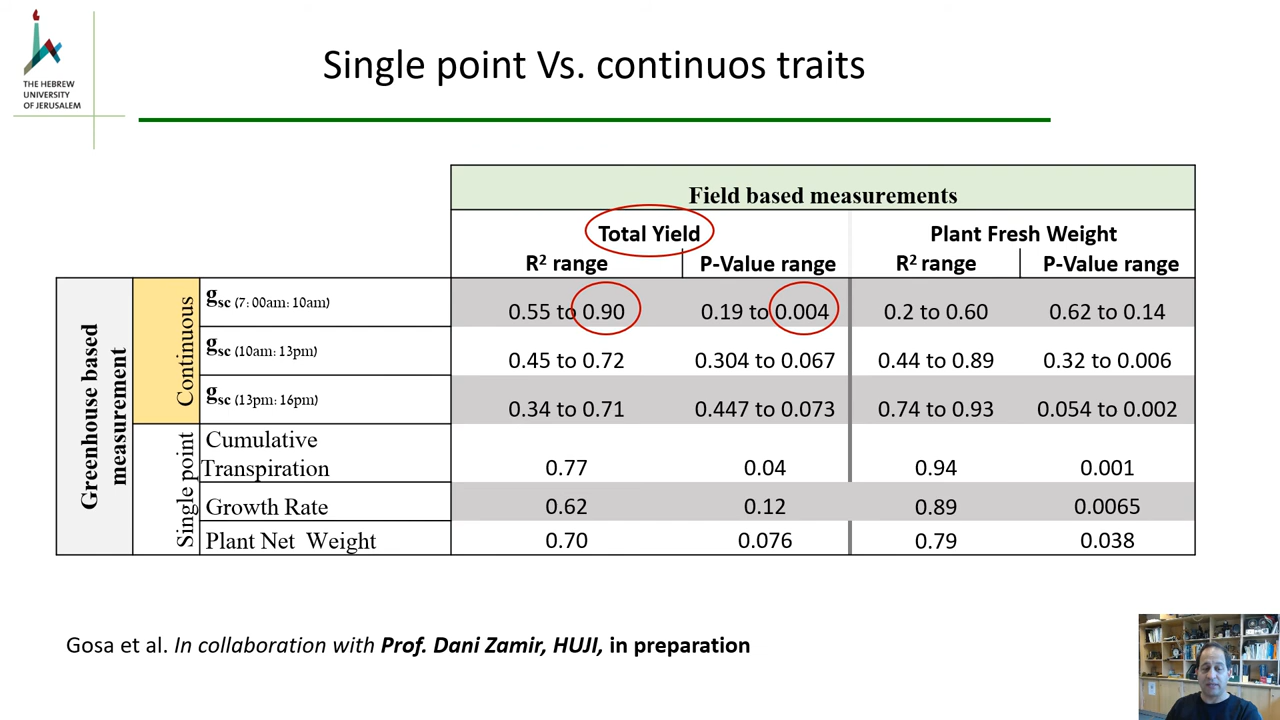 THE HEBREW
UNIVERSITY
OF JERUSALEM
Single point Vs. continuos traits
Field based measurements
Total Yield Plant Fresh Weight
R² range P-Value range R² range P-Value range
Greenhouse based
measurement
Continuous
gsc (7: 00am: 10am) 0.55 to 0.90 0.19 to 0.004 0.2 to 0.60 0.62 to 0.14
gsc (10am: 13pm) 0.45 to 0.72 0.304 to 0.067 0.44 to 0.89 0.32 to 0.006
gsc (13pm: 16pm) 0.34 to 0.71 0.447 to 0.073 0.74 to 0.93 0.054 to 0.002
Single point
Cumulative
Transpiration 0.77 0.04 0.94 0.001
Growth Rate 0.62 0.12 0.89 0.0065
Plant Net Weight 0.70 0.076 0.79 0.038
Gosa et al. In collaboration with Prof. Dani Zamir, HUJI, in preparation